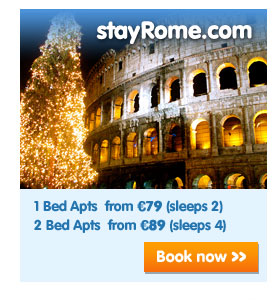 stayRome.com
1 Bed Apts from €79 (sleeps 2)
2 Bed Apts from €89 (sleeps 4)
Book now >>